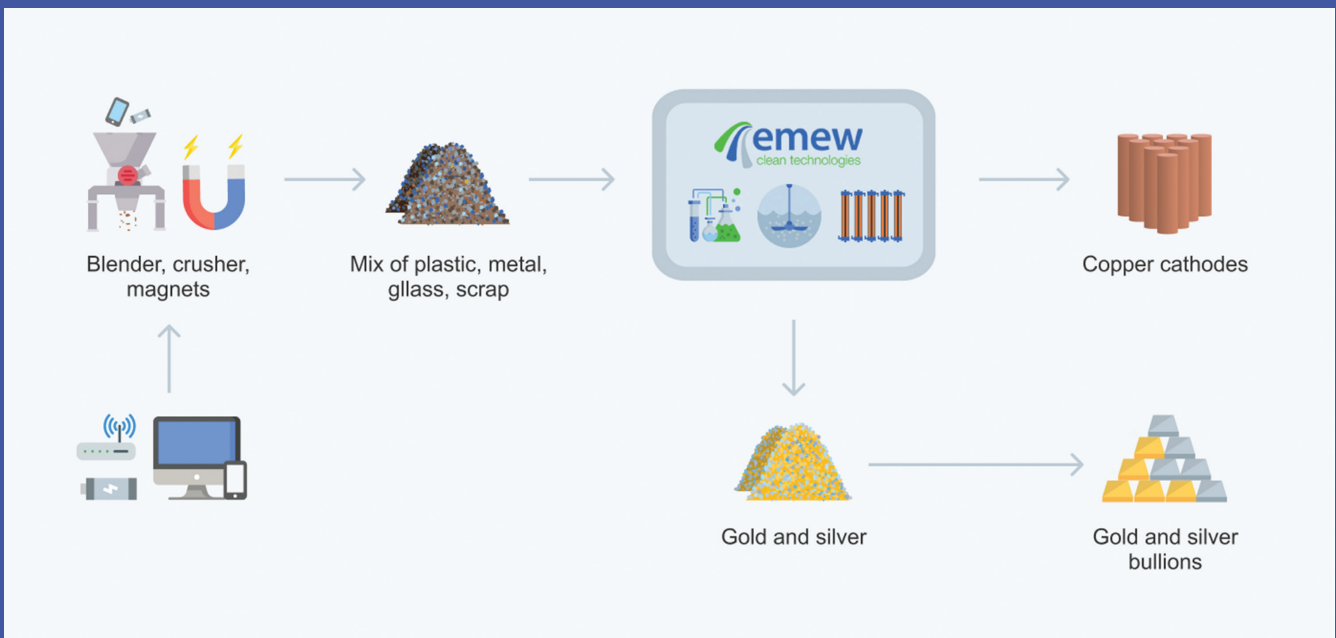 emew
clean technologies
Blender, crusher,
magnets
Mix of plastic, metal,
gllass, scrap
Copper cathodes
Gold and silver
Gold and silver
bullions